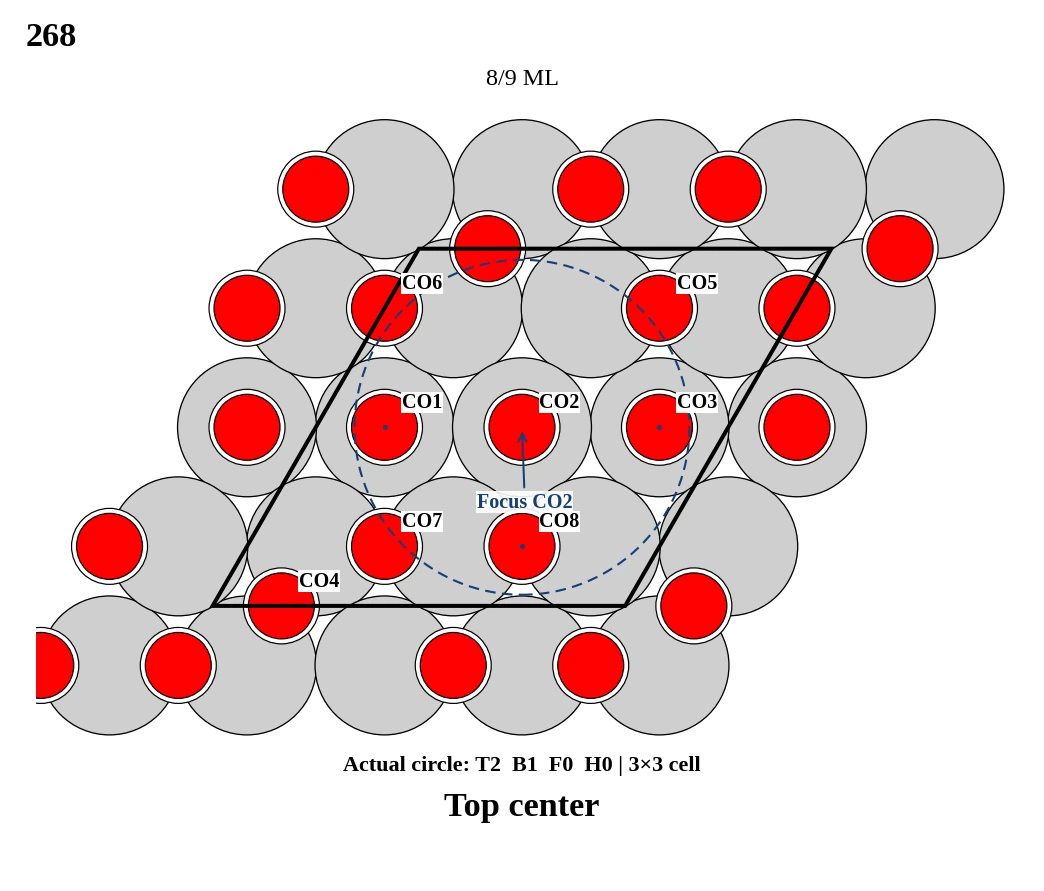 268
8/9 ML
CO6
CO5
CO1
CO2
CO3
Focus CO2
CO7
CO8
CO4
Actual circle: T2  B1  F0  H0 | 3×3 cell
Top center